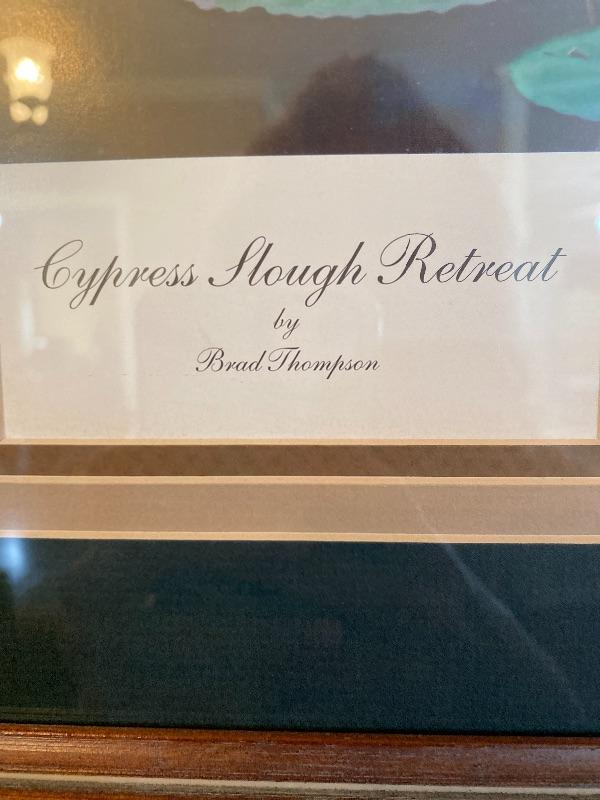 Cypress Slough Retreat
by
Brad Thompson